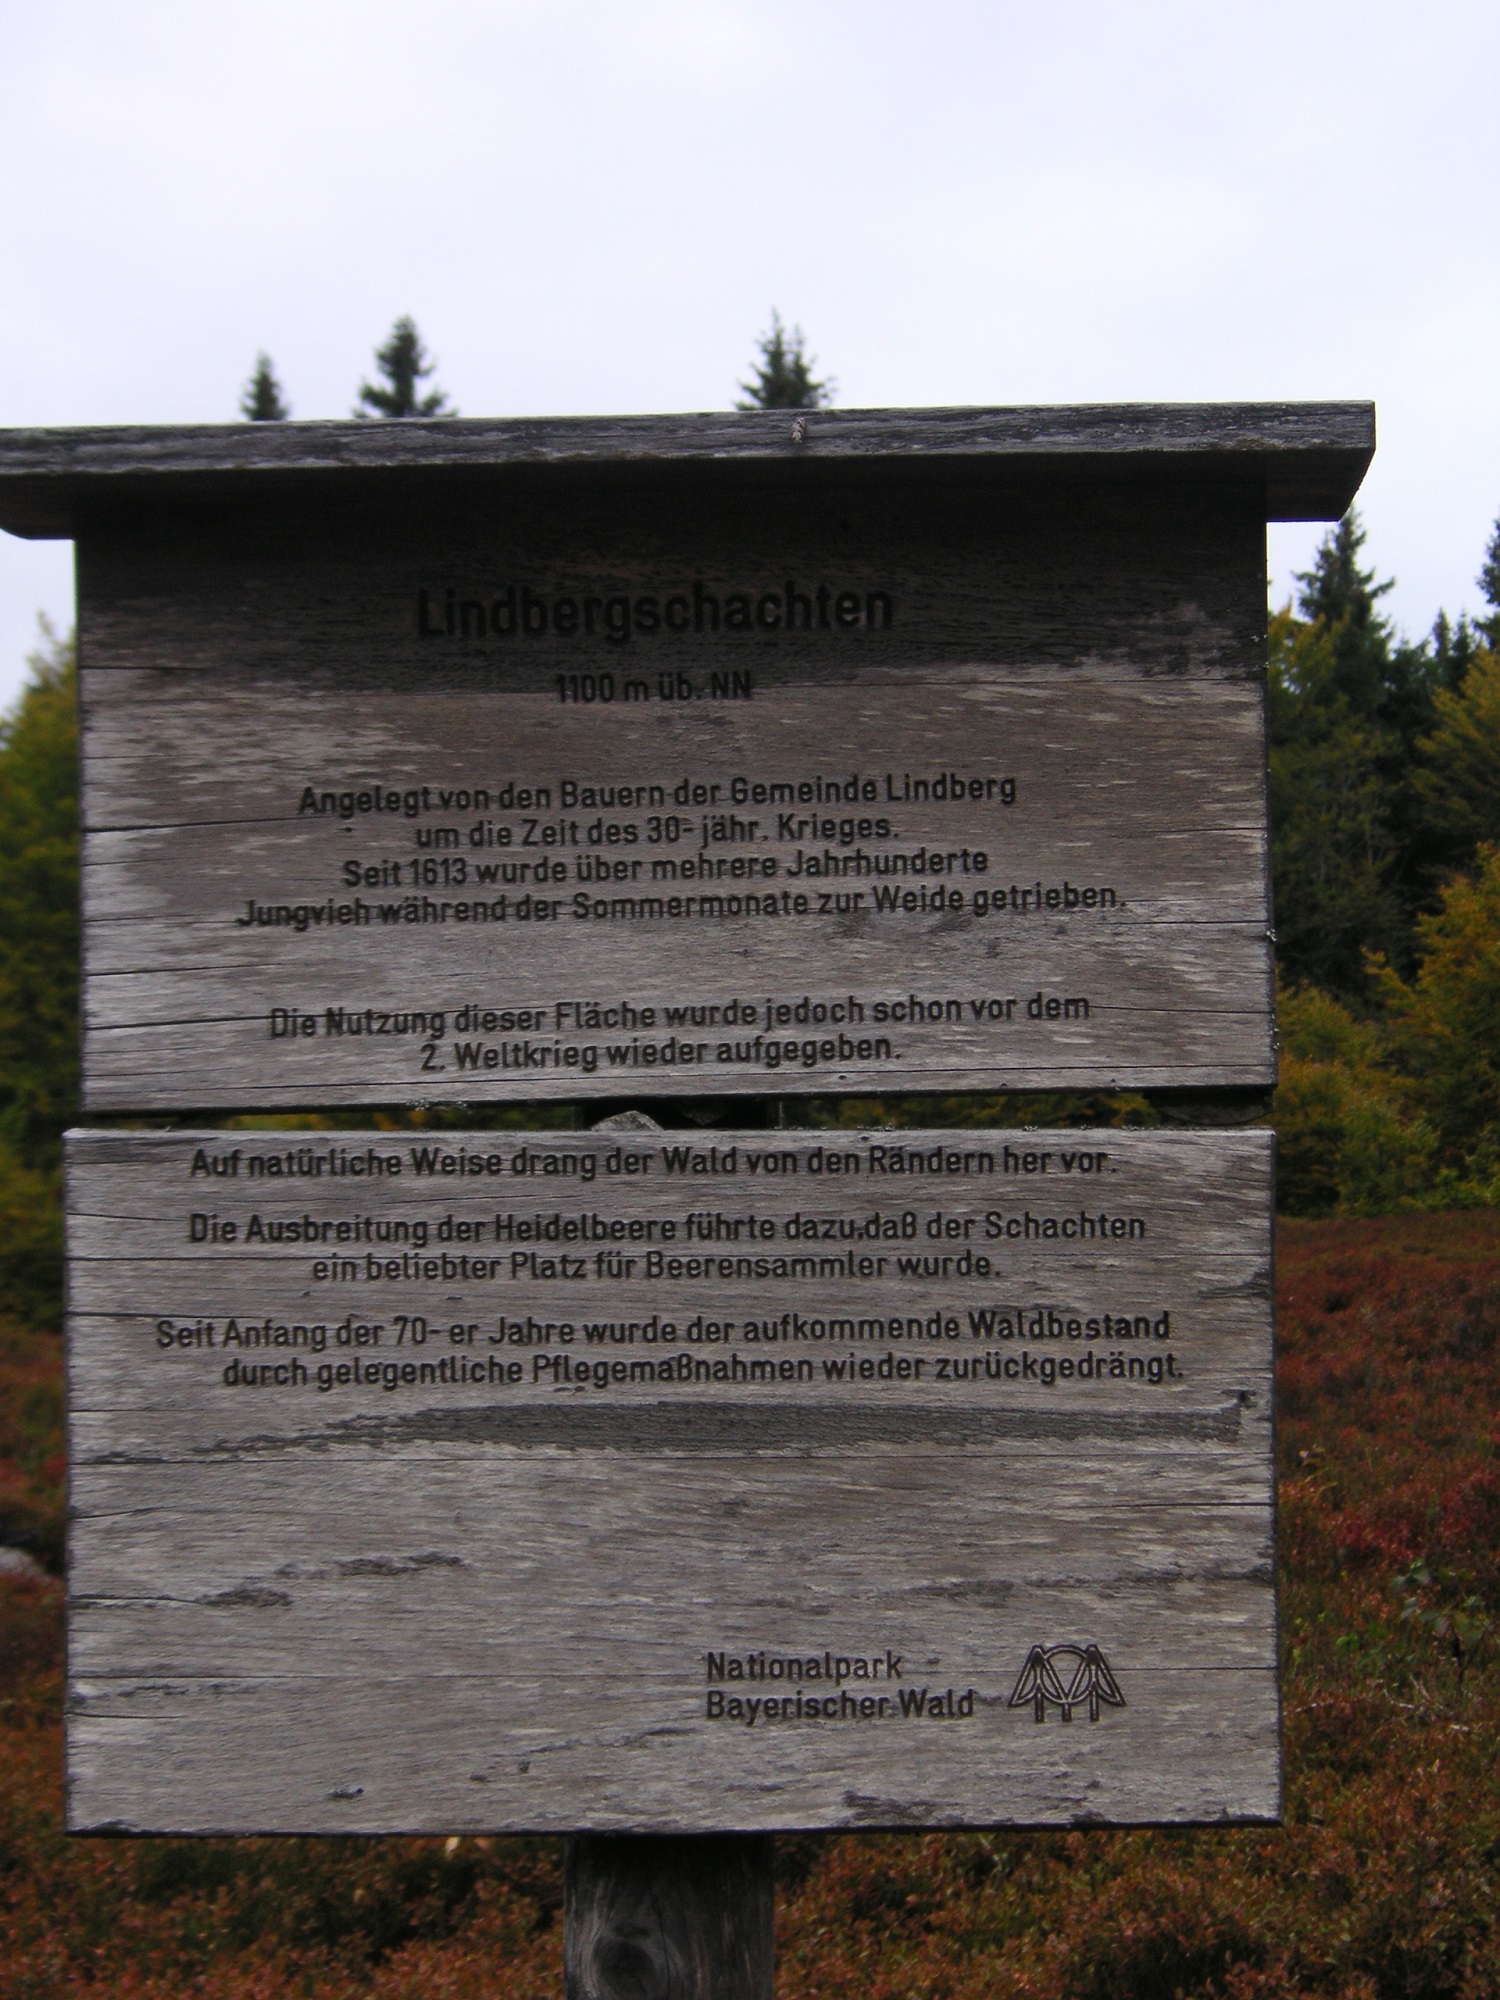 Lindbergschachten
1100 m üb. NN
Angelegt von den Bauern der Gemeinde Lindberg
um die Zeit des 30-jähr. Krieges.
Seit 1613 wurde über mehrere Jahrhunderte
Jungvieh während der Sommermonate zur Weide getrieben.
Die Nutzung dieser Fläche wurde jedoch schon vor dem
2. Weltkrieg wieder aufgegeben.
Auf natürliche Weise drang der Wald von den Rändern her vor.
Die Ausbreitung der Heidelbeere führte dazu,daß der Schachten
ein beliebter Platz für Beerensammler wurde.
Seit Anfang der 70-er Jahre wurde der aufkommende Waldbestand
durch gelegentliche Pflegemaßnahmen wieder zurückgedrängt.
Nationalpark
Bayerischer Wald